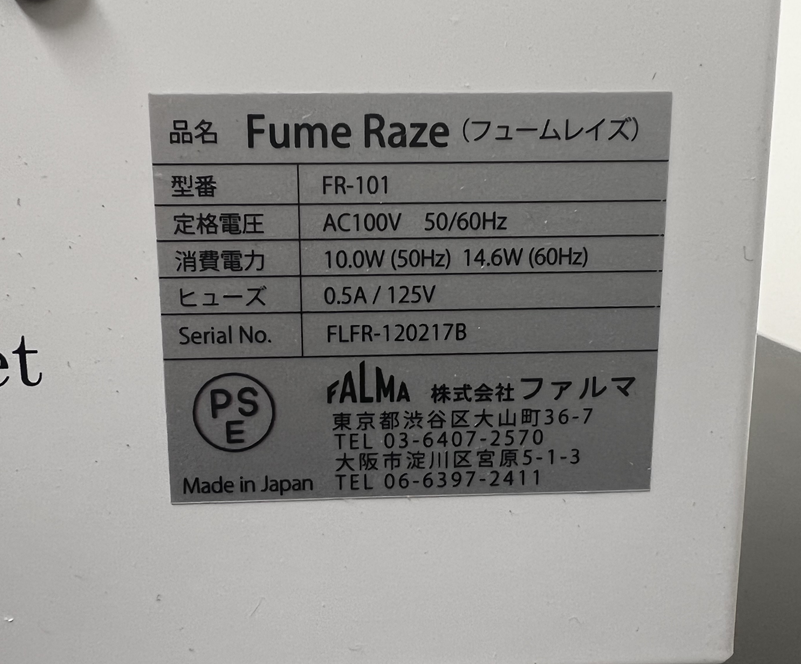 品名 Fume Raze (フュームレイズ)
型番 FR-101
定格電圧 AC100V 50/60Hz
消費電力 10.0W (50Hz) 14.6W (60Hz)
ヒューズ 0.5A / 125V
Serial No. FLFR-120217B
et
PS
E
FALMA 株式会社ファルマ
東京都渋谷区大山町36-7
TEL 03-6407-2570
大阪市淀川区宮原5-1-3
Made in Japan TEL 06-6397-2411